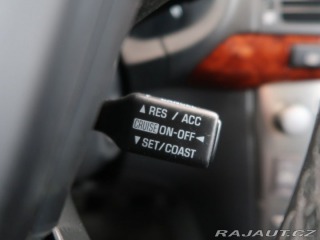 ▲ RES / ACC
CRUISE ON-OFF◄
▼ SET/COAST
RAJAUT.CZ